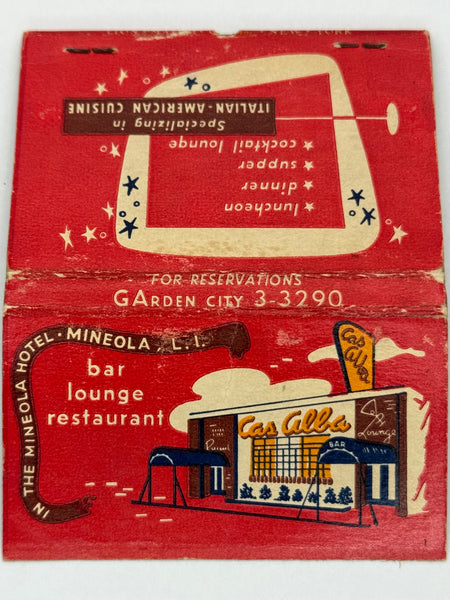 ★ luncheon
★ dinner
★ supper
★ cocktail lounge
Specializing in
ITALIAN-AMERICAN CUISINE
FOR RESERVATIONS
GARDEN CITY 3-3290
IN THE MINEOLA HOTEL · MINEOLA L.I.
bar
lounge
restaurant
Cas Alba
Cas Alba
Lounge
BAR